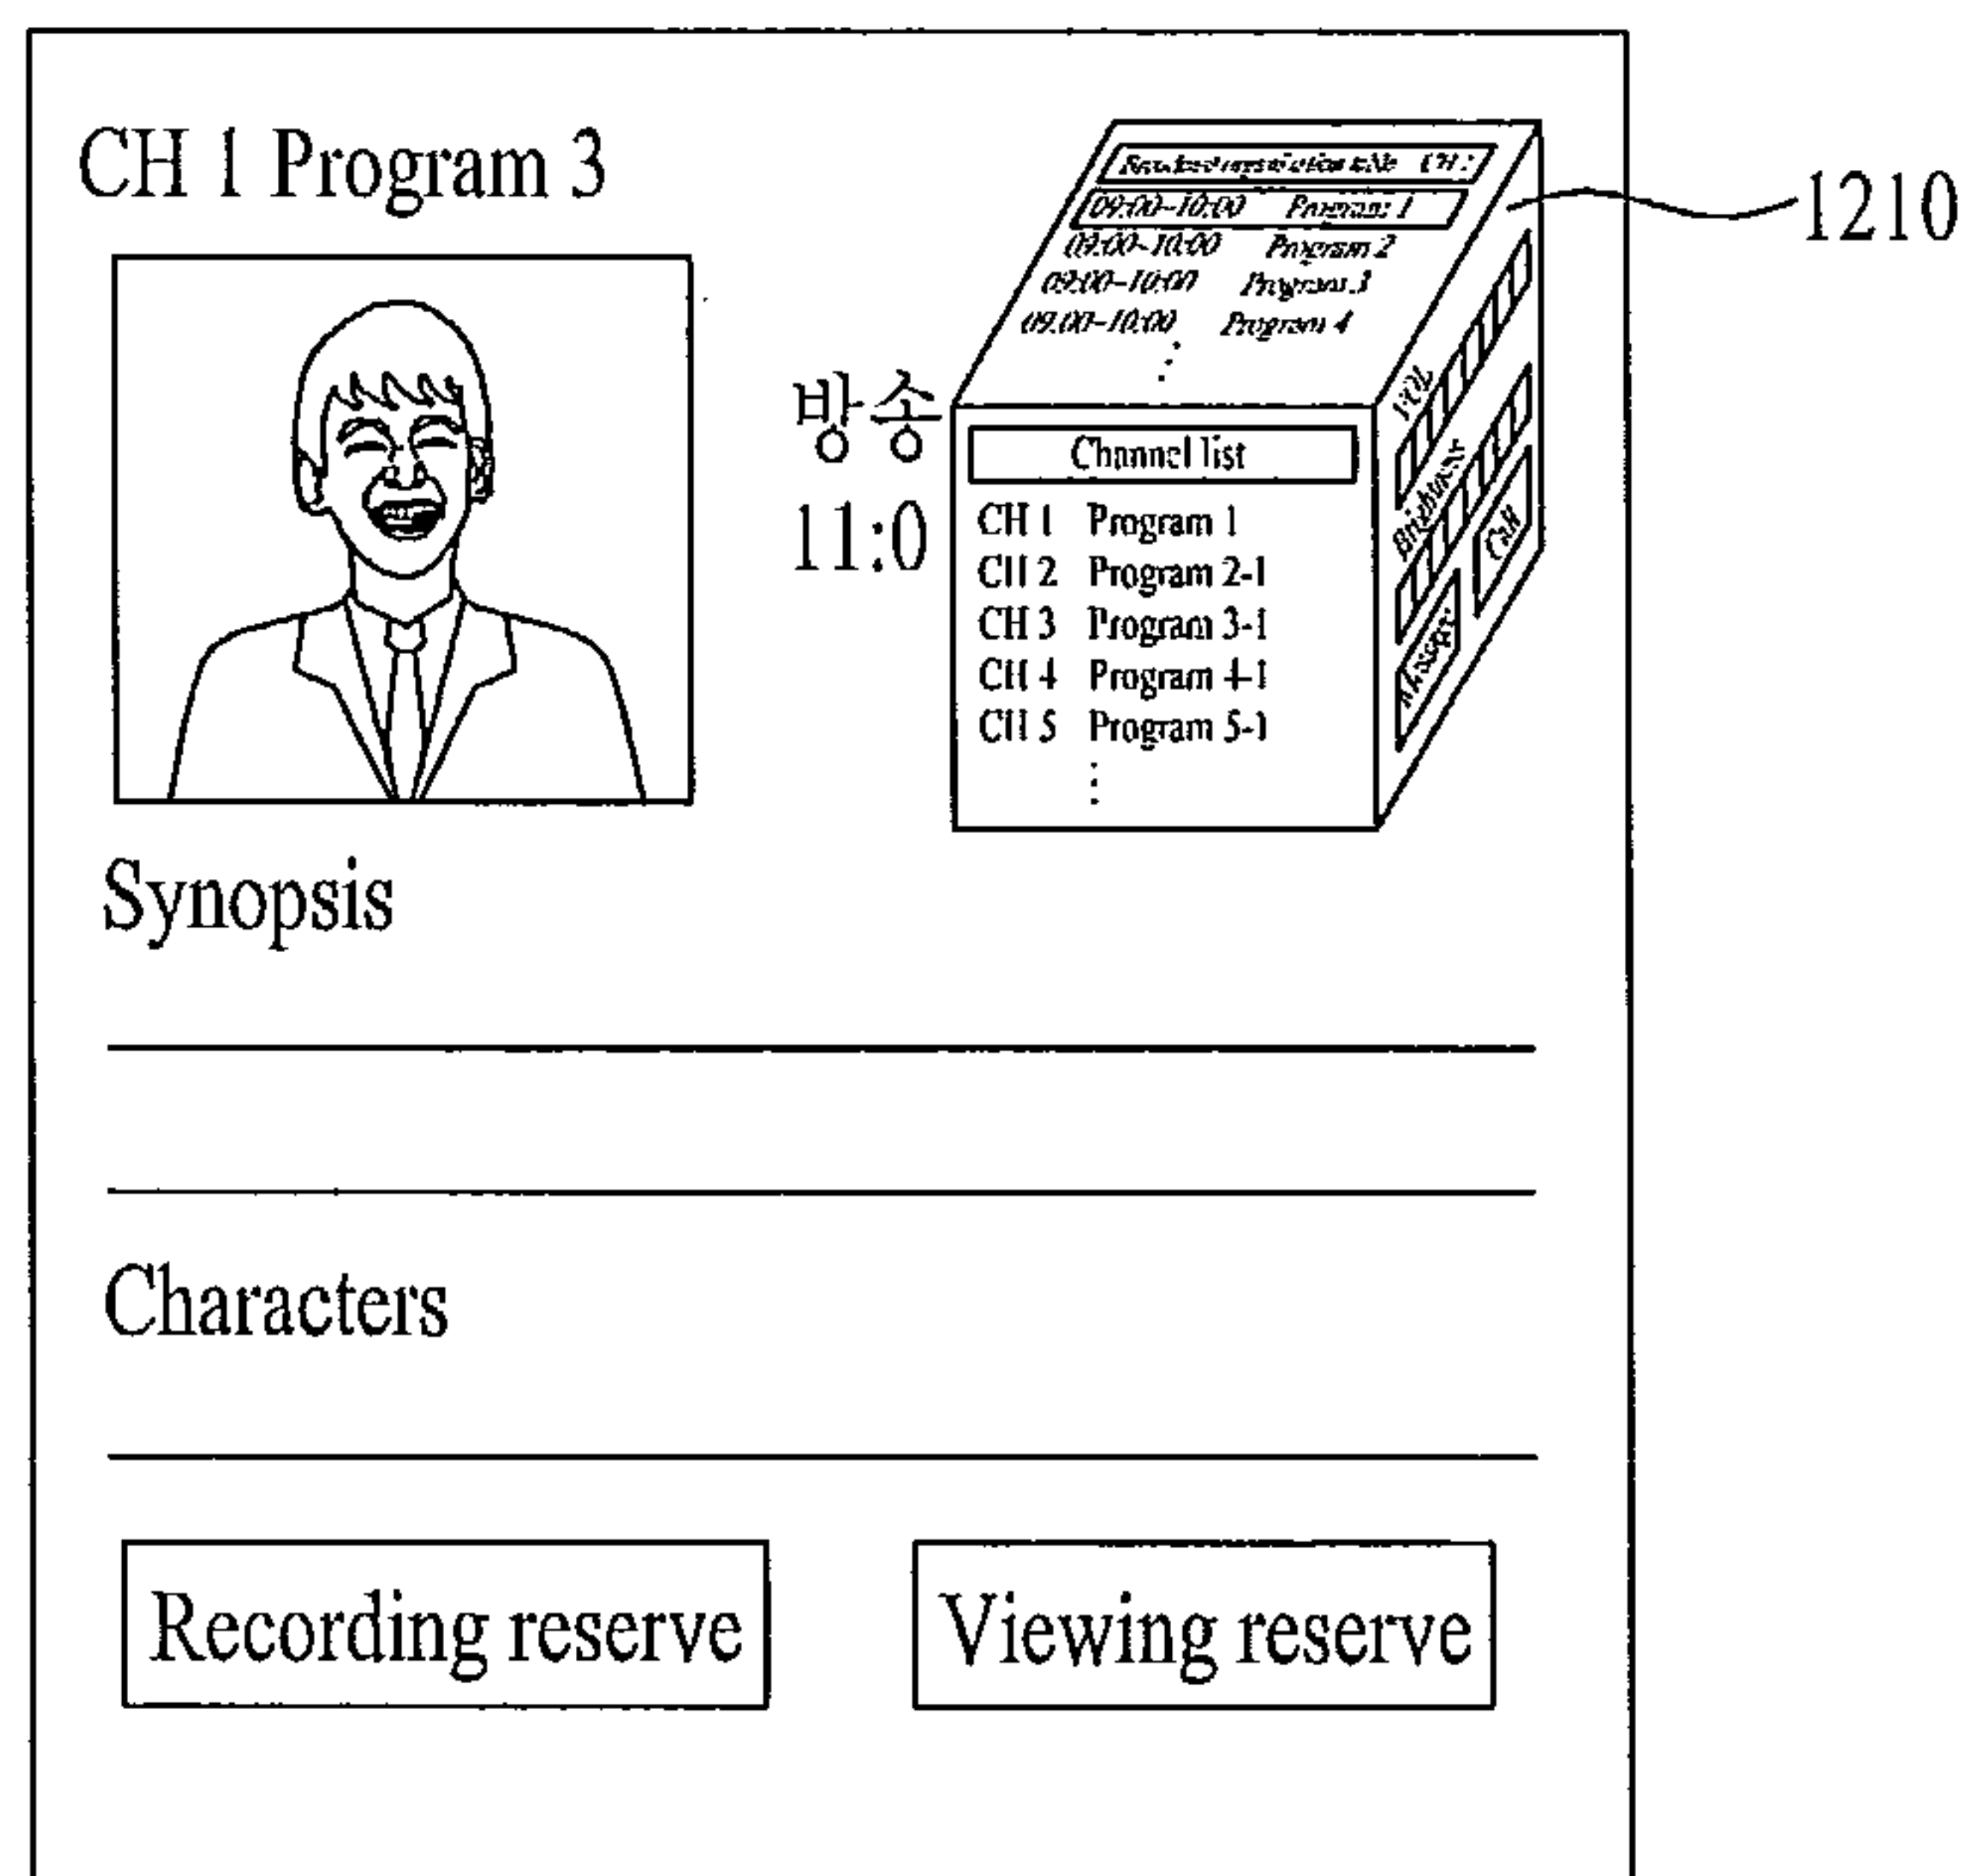 CH 1 Program 3
1210
CH
09:00~10:00 Program 1
09:00~10:00 Program 2
09:00~10:00 Program 3
09:00~10:00 Program 4
방송
11:0
Channel list
CH 1 Program 1
CH 2 Program 2-1
CH 3 Program 3-1
CH 4 Program 4-1
CH 5 Program 5-1
Brightness
Call
Synopsis
Characters
Recording reserve
Viewing reserve